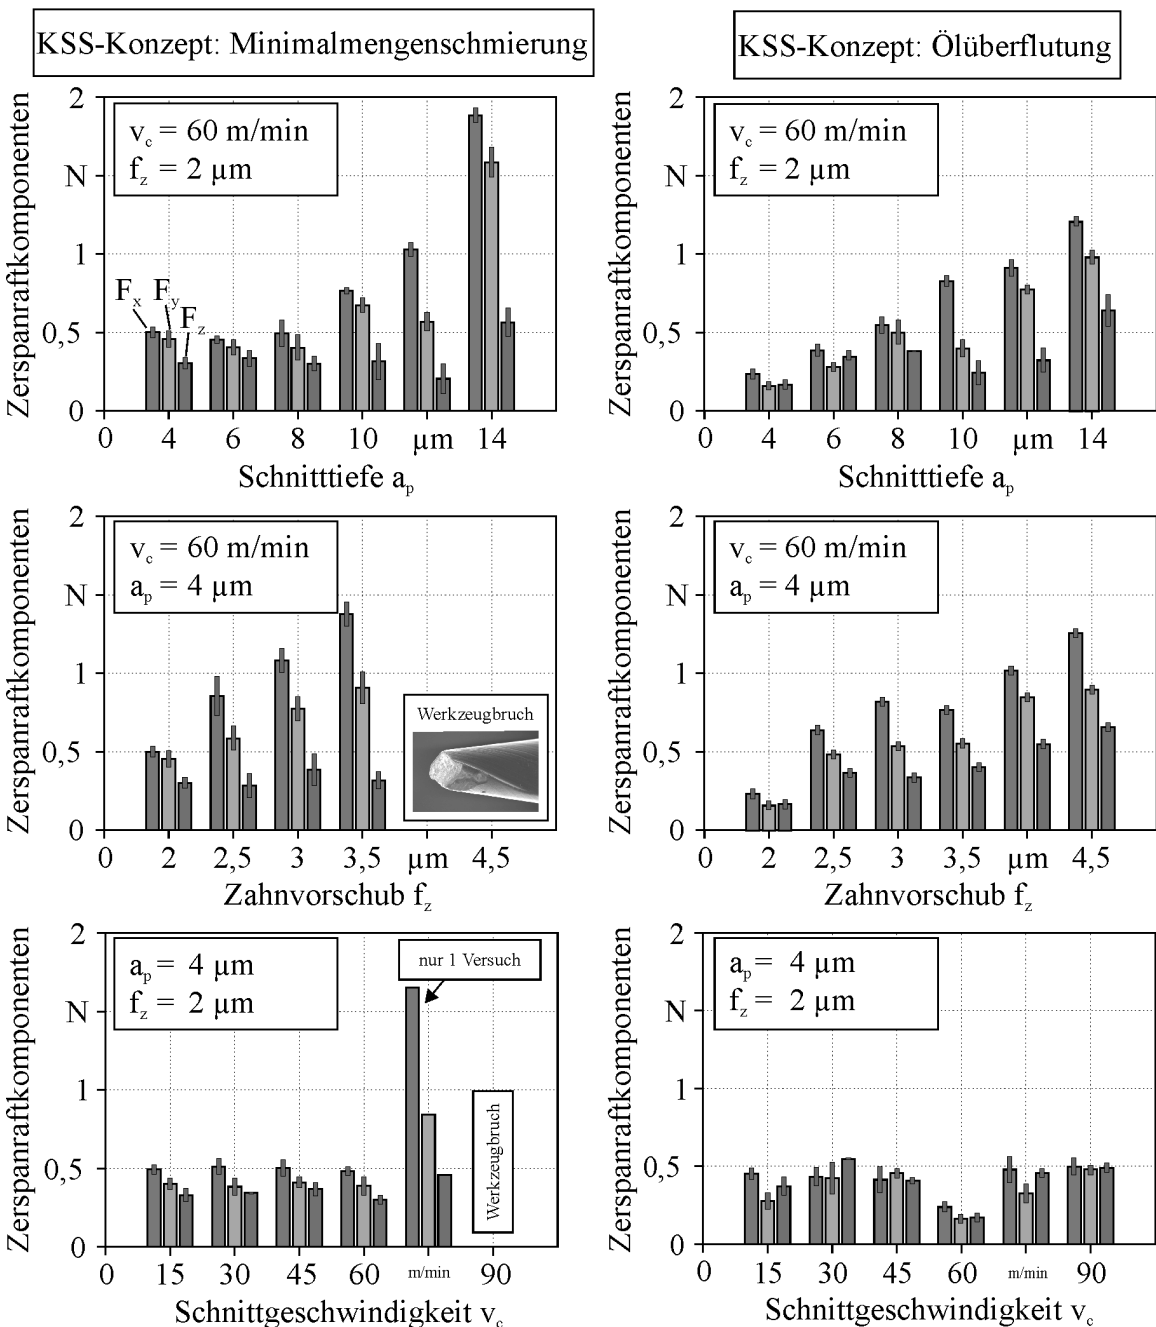 KSS-Konzept: Minimalmengenschmierung
KSS-Konzept: Ölüberflutung
Zerspanraftkomponenten
2
N
1
0,5
0
v_c = 60 m/min
f_z = 2 µm
F_x F_y F_z
0 4 6 8 10 µm 14
Schnitttiefe a_p
Zerspanraftkomponenten
2
N
1
0,5
0
v_c = 60 m/min
f_z = 2 µm
0 4 6 8 10 µm 14
Schnitttiefe a_p
Zerspanraftkomponenten
2
N
1
0,5
0
v_c = 60 m/min
a_p = 4 µm
Werkzeugbruch
0 2 2,5 3 3,5 µm 4,5
Zahnvorschub f_z
Zerspanraftkomponenten
2
N
1
0,5
0
v_c = 60 m/min
a_p = 4 µm
0 2 2,5 3 3,5 µm 4,5
Zahnvorschub f_z
Zerspanraftkomponenten
2
N
1
0,5
0
a_p = 4 µm
f_z = 2 µm
nur 1 Versuch
Werkzeugbruch
0 15 30 45 60 m/min 90
Schnittgeschwindigkeit v_c
Zerspanraftkomponenten
2
N
1
0,5
0
a_p = 4 µm
f_z = 2 µm
0 15 30 45 60 m/min 90
Schnittgeschwindigkeit v_c